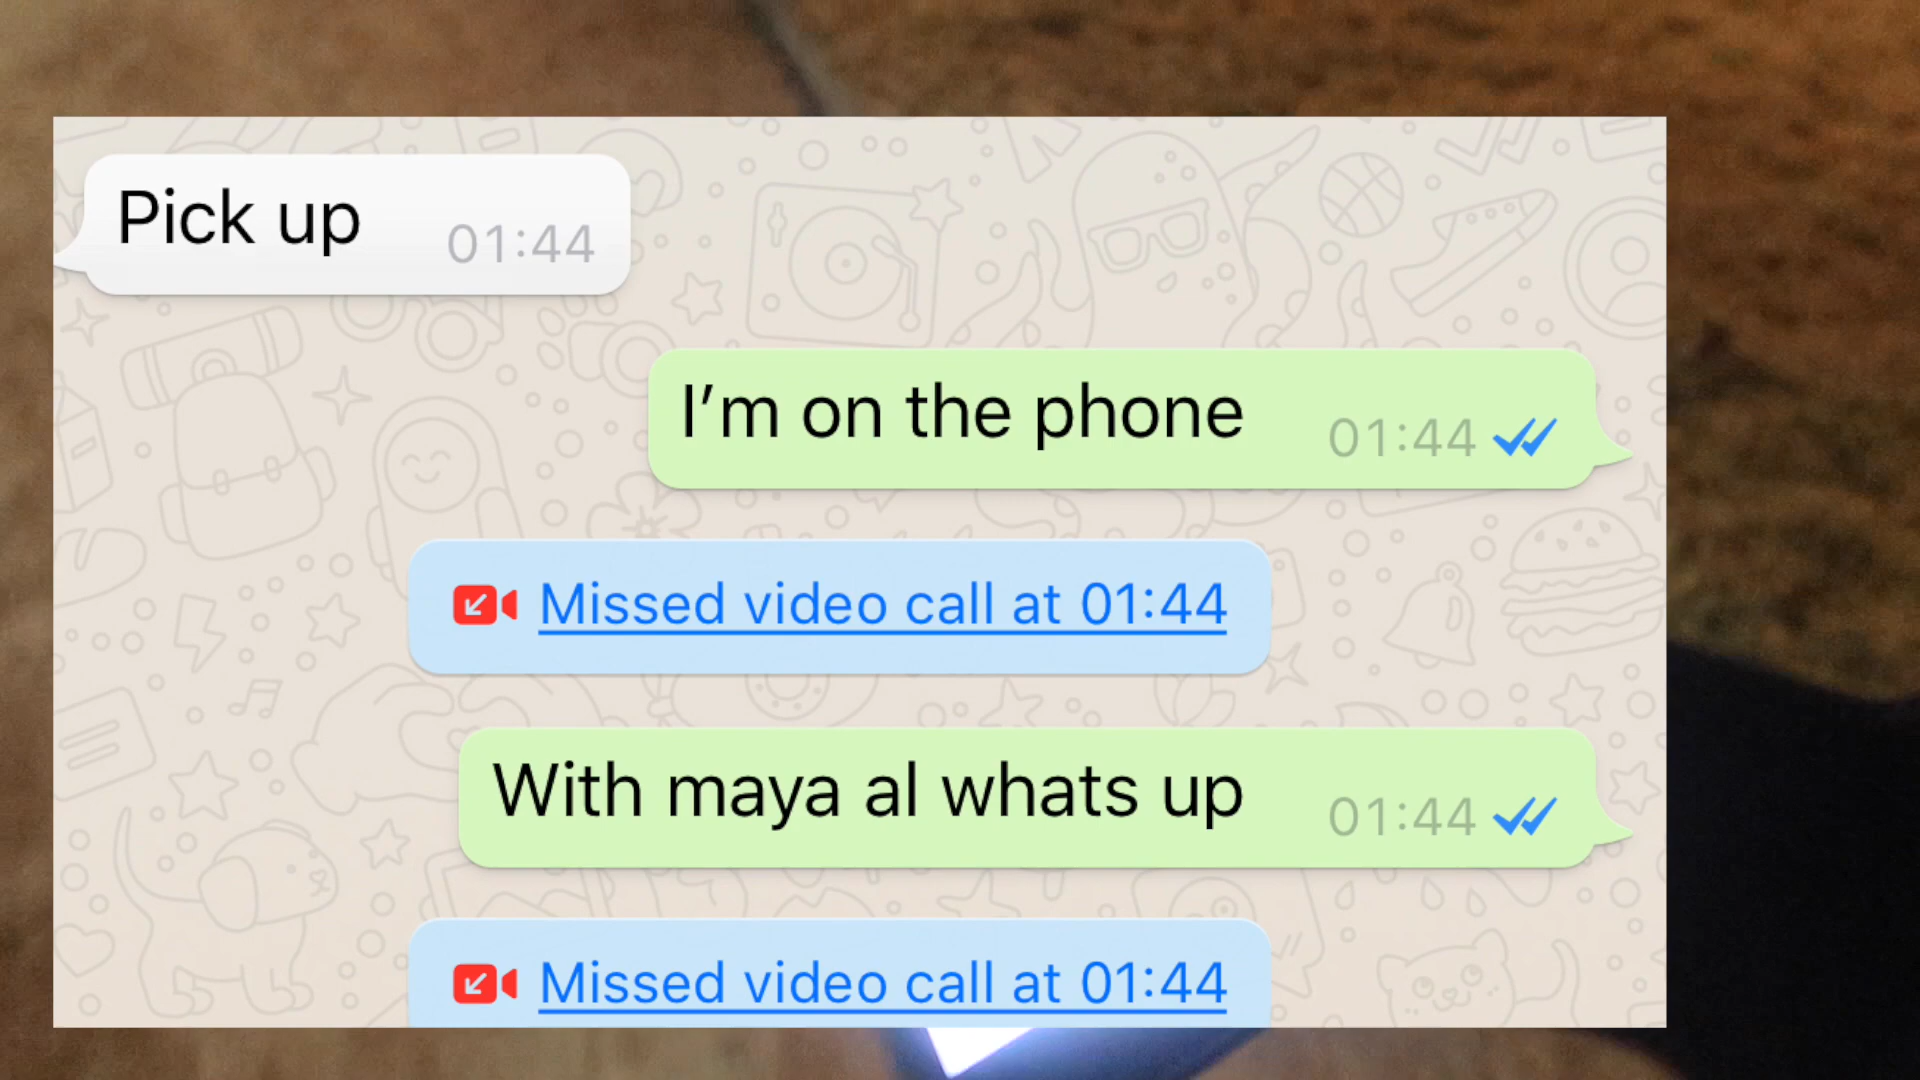 Pick up 01:44
I’m on the phone 01:44
Missed video call at 01:44
With maya al whats up 01:44
Missed video call at 01:44